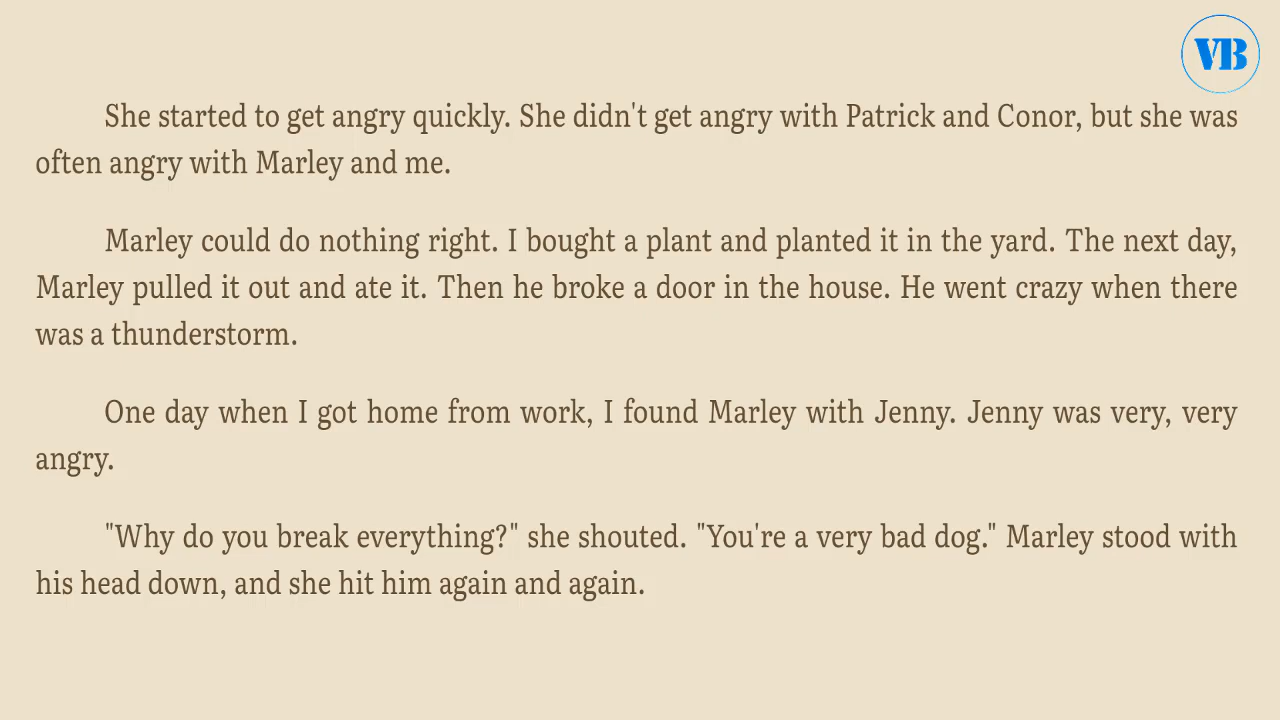 VB
She started to get angry quickly. She didn't get angry with Patrick and Conor, but she was
often angry with Marley and me.
Marley could do nothing right. I bought a plant and planted it in the yard. The next day,
Marley pulled it out and ate it. Then he broke a door in the house. He went crazy when there
was a thunderstorm.
One day when I got home from work, I found Marley with Jenny. Jenny was very, very
angry.
"Why do you break everything?" she shouted. "You're a very bad dog." Marley stood with
his head down, and she hit him again and again.